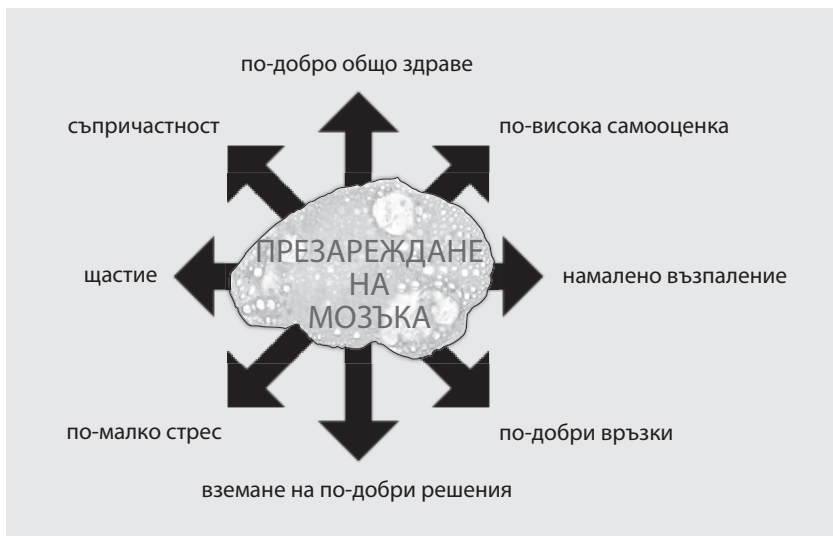 по-добро общо здраве
съпричастност
по-висока самооценка
щастие
ПРЕЗАРЕЖДАНЕ
НА
МОЗЪКА
намалено възпаление
по-малко стрес
по-добри връзки
вземане на по-добри решения